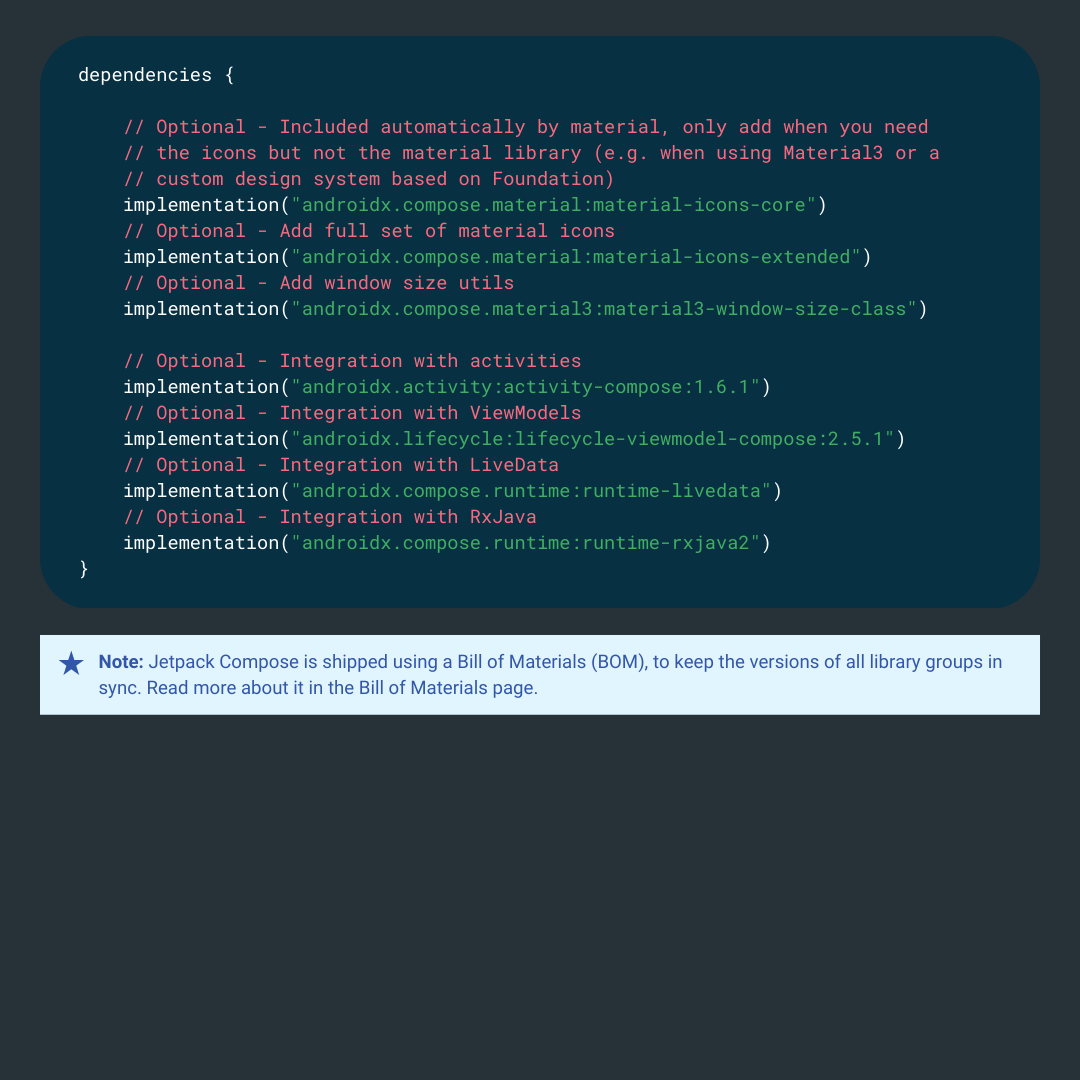 dependencies {
// Optional - Included automatically by material, only add when you need
// the icons but not the material library (e.g. when using Material3 or a
// custom design system based on Foundation)
implementation("androidx.compose.material:material-icons-core")
// Optional - Add full set of material icons
implementation("androidx.compose.material:material-icons-extended")
// Optional - Add window size utils
implementation("androidx.compose.material3:material3-window-size-class")
// Optional - Integration with activities
implementation("androidx.activity:activity-compose:1.6.1")
// Optional - Integration with ViewModels
implementation("androidx.lifecycle:lifecycle-viewmodel-compose:2.5.1")
// Optional - Integration with LiveData
implementation("androidx.compose.runtime:runtime-livedata")
// Optional - Integration with RxJava
implementation("androidx.compose.runtime:runtime-rxjava2")
}
Note: Jetpack Compose is shipped using a Bill of Materials (BOM), to keep the versions of all library groups in
sync. Read more about it in the Bill of Materials page.